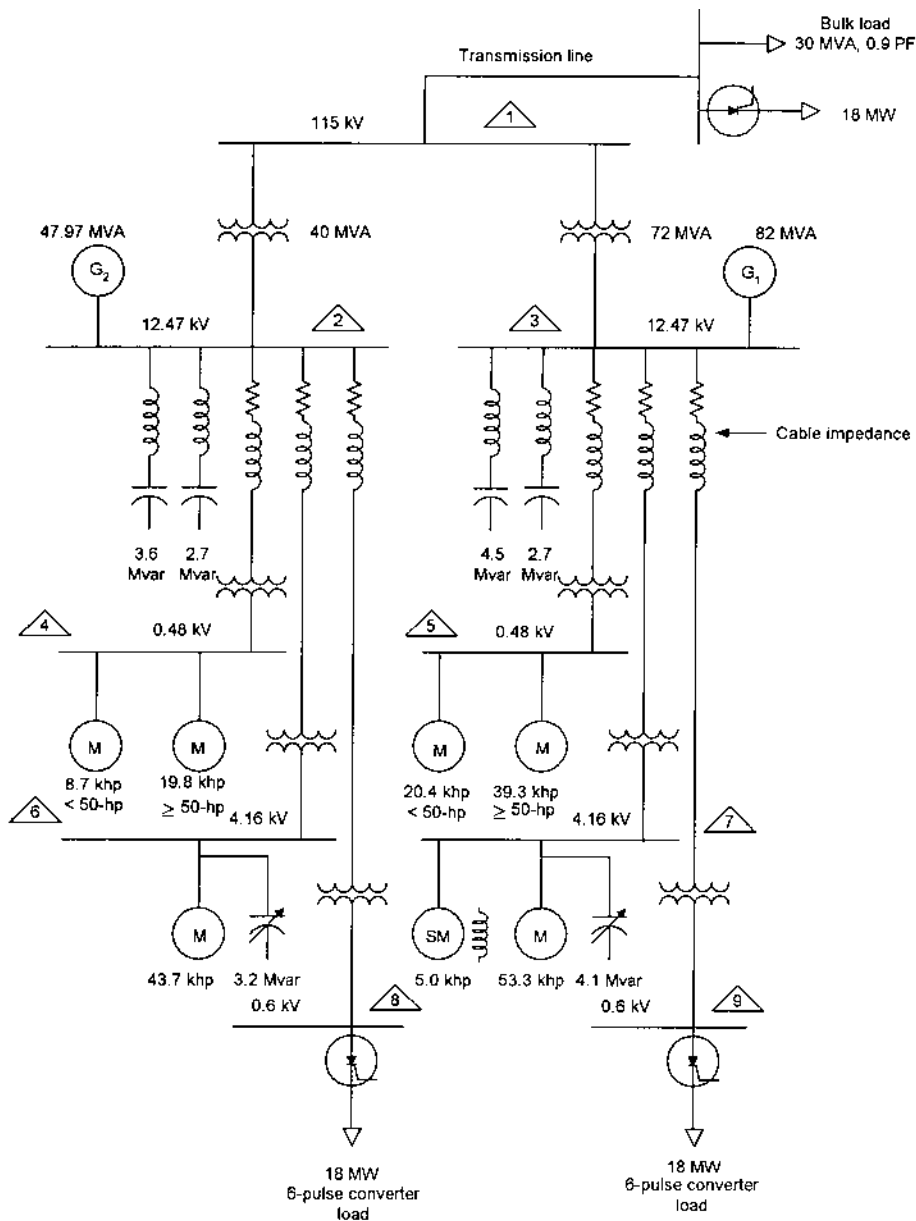 Bulk load
30 MVA, 0.9 PF
Transmission line
18 MW
115 kV
1
47.97 MVA
40 MVA
72 MVA
82 MVA
G2
G1
12.47 kV
2
3
12.47 kV
Cable impedance
3.6
Mvar
2.7
Mvar
4.5
Mvar
2.7
Mvar
4
0.48 kV
5
0.48 kV
M
M
M
M
8.7 khp
< 50-hp
19.8 khp
≥ 50-hp
20.4 khp
< 50-hp
39.3 khp
≥ 50-hp
6
4.16 kV
4.16 kV
7
M
SM
M
43.7 khp
3.2 Mvar
5.0 khp
53.3 khp
4.1 Mvar
0.6 kV
8
0.6 kV
9
18 MW
6-pulse converter
load
18 MW
6-pulse converter
load